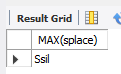 Result Grid
MAX(splace)
Ssil